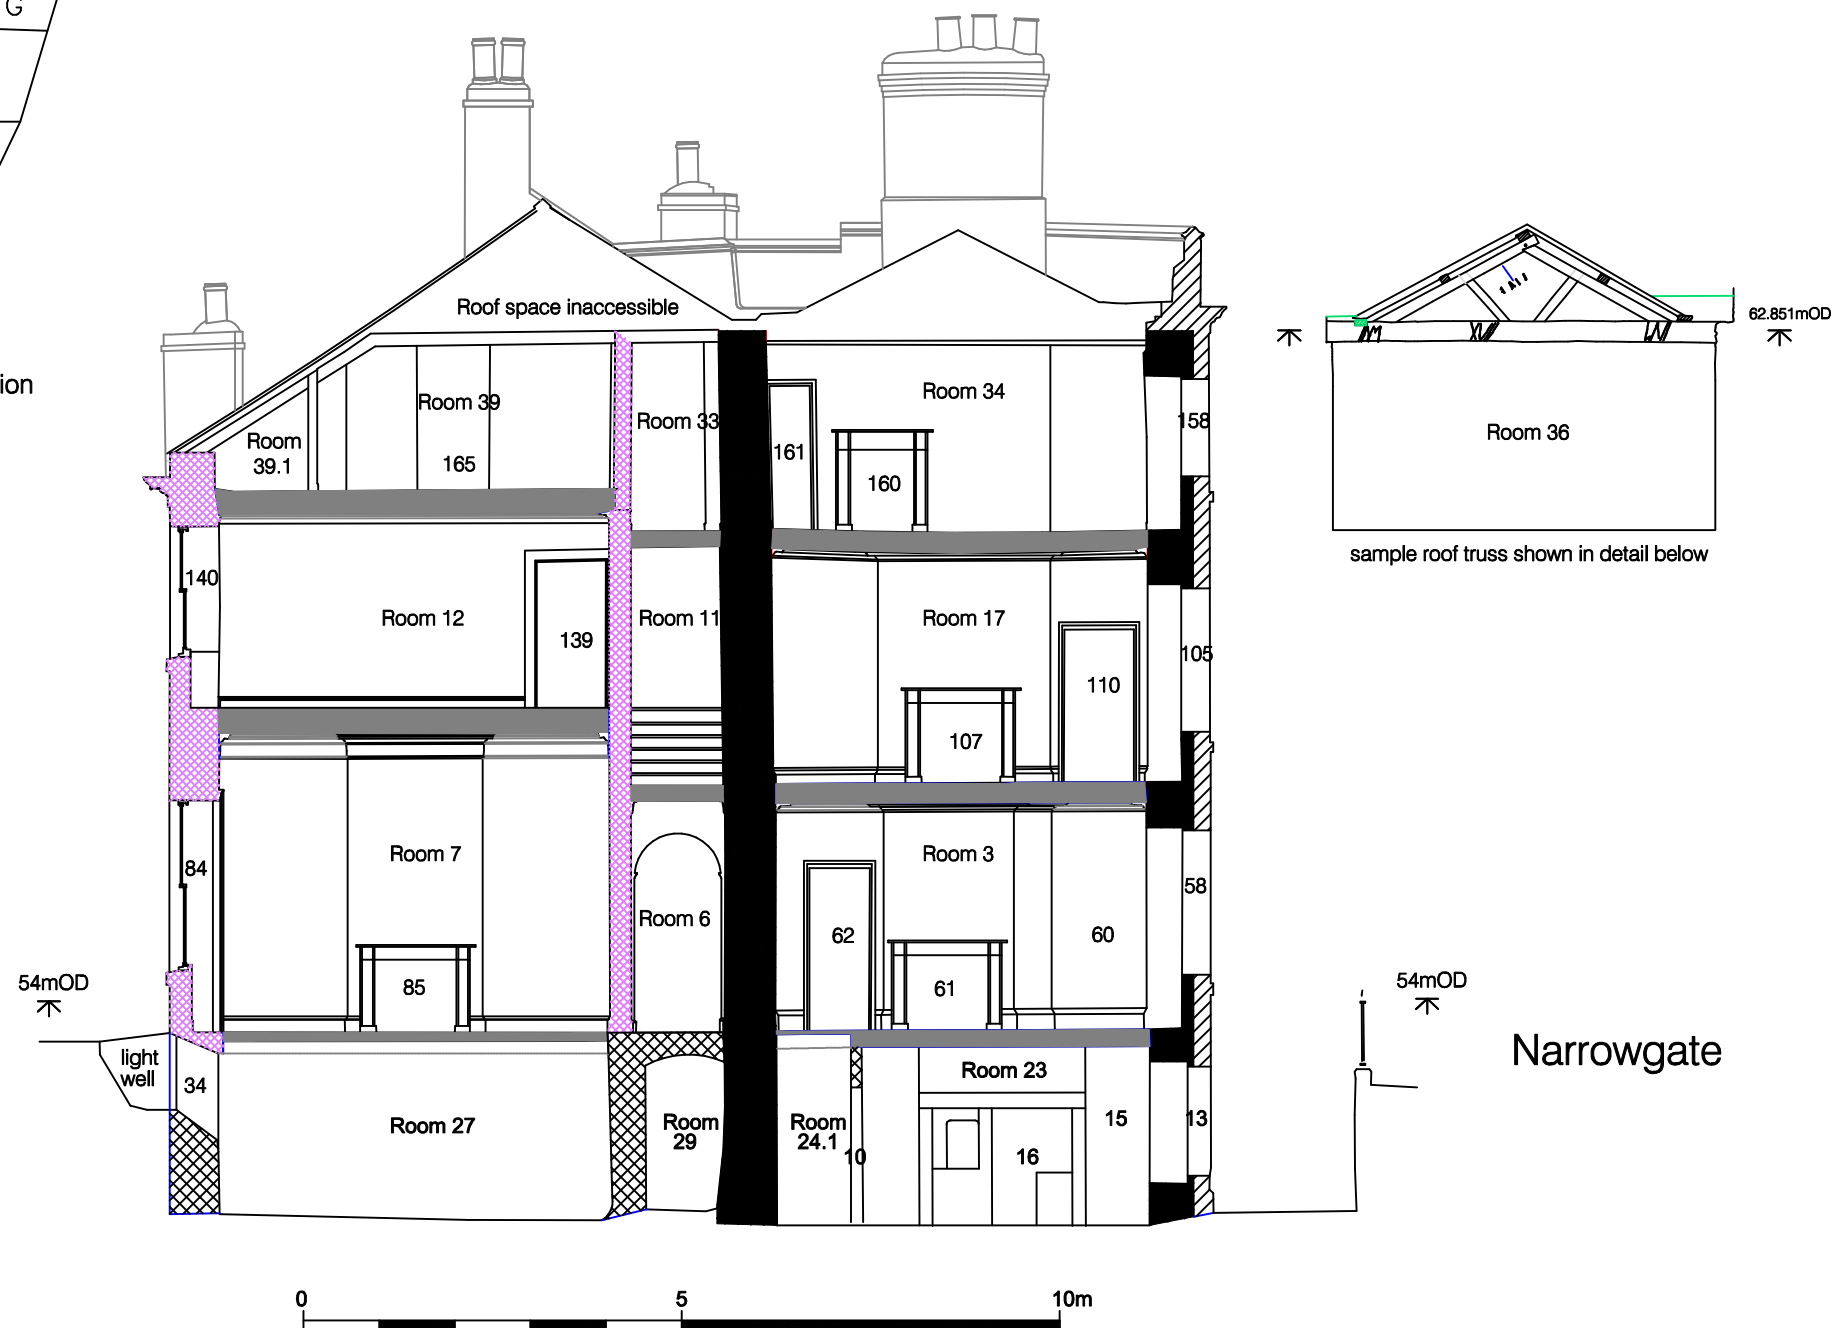 G
ion
Roof space inaccessible
Room 39
Room
39.1
165
Room 33
161
160
Room 34
158
62.851mOD
Room 36
sample roof truss shown in detail below
140
Room 12
139
Room 11
Room 17
105
110
107
84
Room 7
85
Room 6
Room 3
58
62
61
60
54mOD
54mOD
Narrowgate
light
well
34
Room 27
Room
29
Room
24.1
10
Room 23
16
15
13
0
5
10m